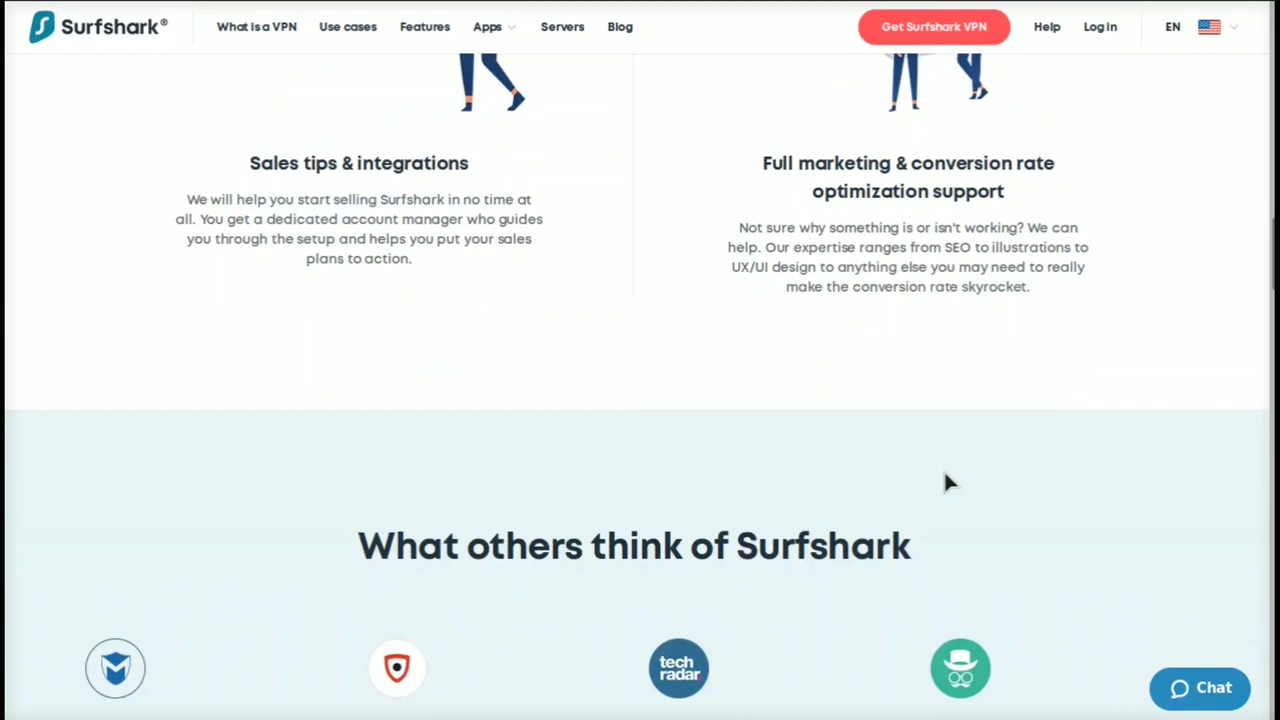 Surfshark®
What is a VPN
Use cases
Features
Apps
Servers
Blog
Get Surfshark VPN
Help
Log in
EN
Sales tips & integrations
We will help you start selling Surfshark in no time at
all. You get a dedicated account manager who guides
you through the setup and helps you put your sales
plans to action.
Full marketing & conversion rate
optimization support
Not sure why something is or isn't working? We can
help. Our expertise ranges from SEO to illustrations to
UX/UI design to anything else you may need to really
make the conversion rate skyrocket.
What others think of Surfshark
tech
radar
Chat